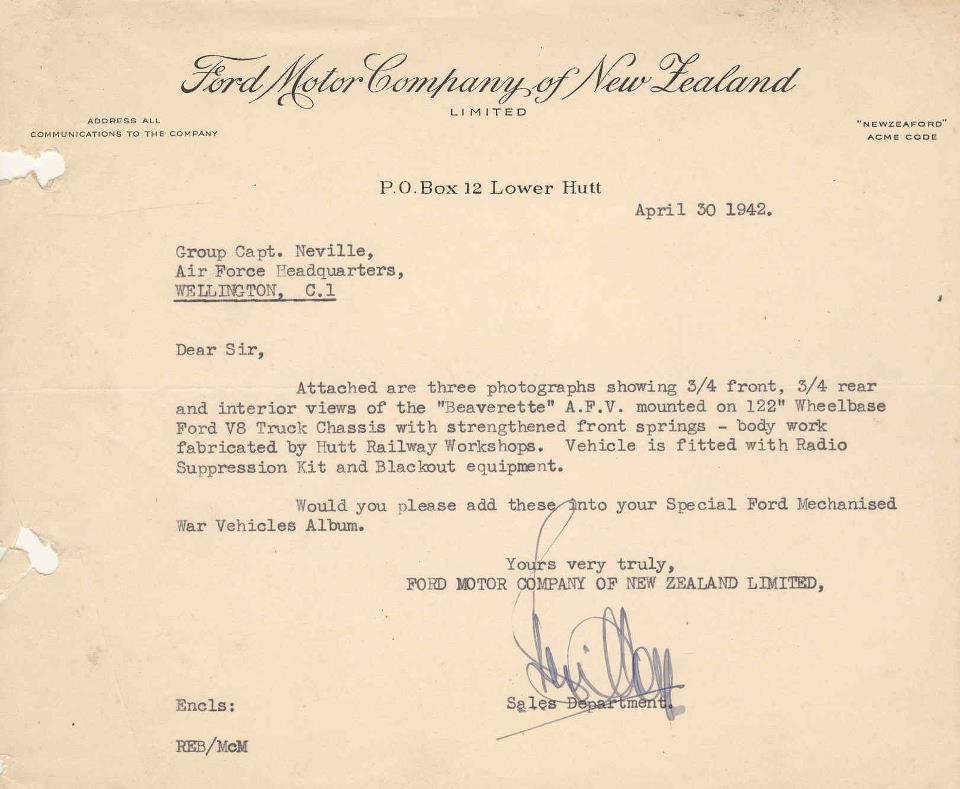 Ford Motor Company of New Zealand
LIMITED
ADDRESS ALL
COMMUNICATIONS TO THE COMPANY
"NEWZEAFORD"
ACME CODE
P.O.Box 12 Lower Hutt
April 30 1942.
Group Capt. Neville,
Air Force Headquarters,
WELLINGTON, C.1
Dear Sir,
Attached are three photographs showing 3/4 front, 3/4 rear
and interior views of the "Beaverette" A.F.V. mounted on 122" Wheelbase
Ford V8 Truck Chassis with strengthened front springs - body work
fabricated by Hutt Railway Workshops. Vehicle is fitted with Radio
Suppression Kit and Blackout equipment.
Would you please add these into your Special Ford Mechanised
War Vehicles Album.
Yours very truly,
FORD MOTOR COMPANY OF NEW ZEALAND LIMITED,
Sales Department.
Encls:
REB/McM